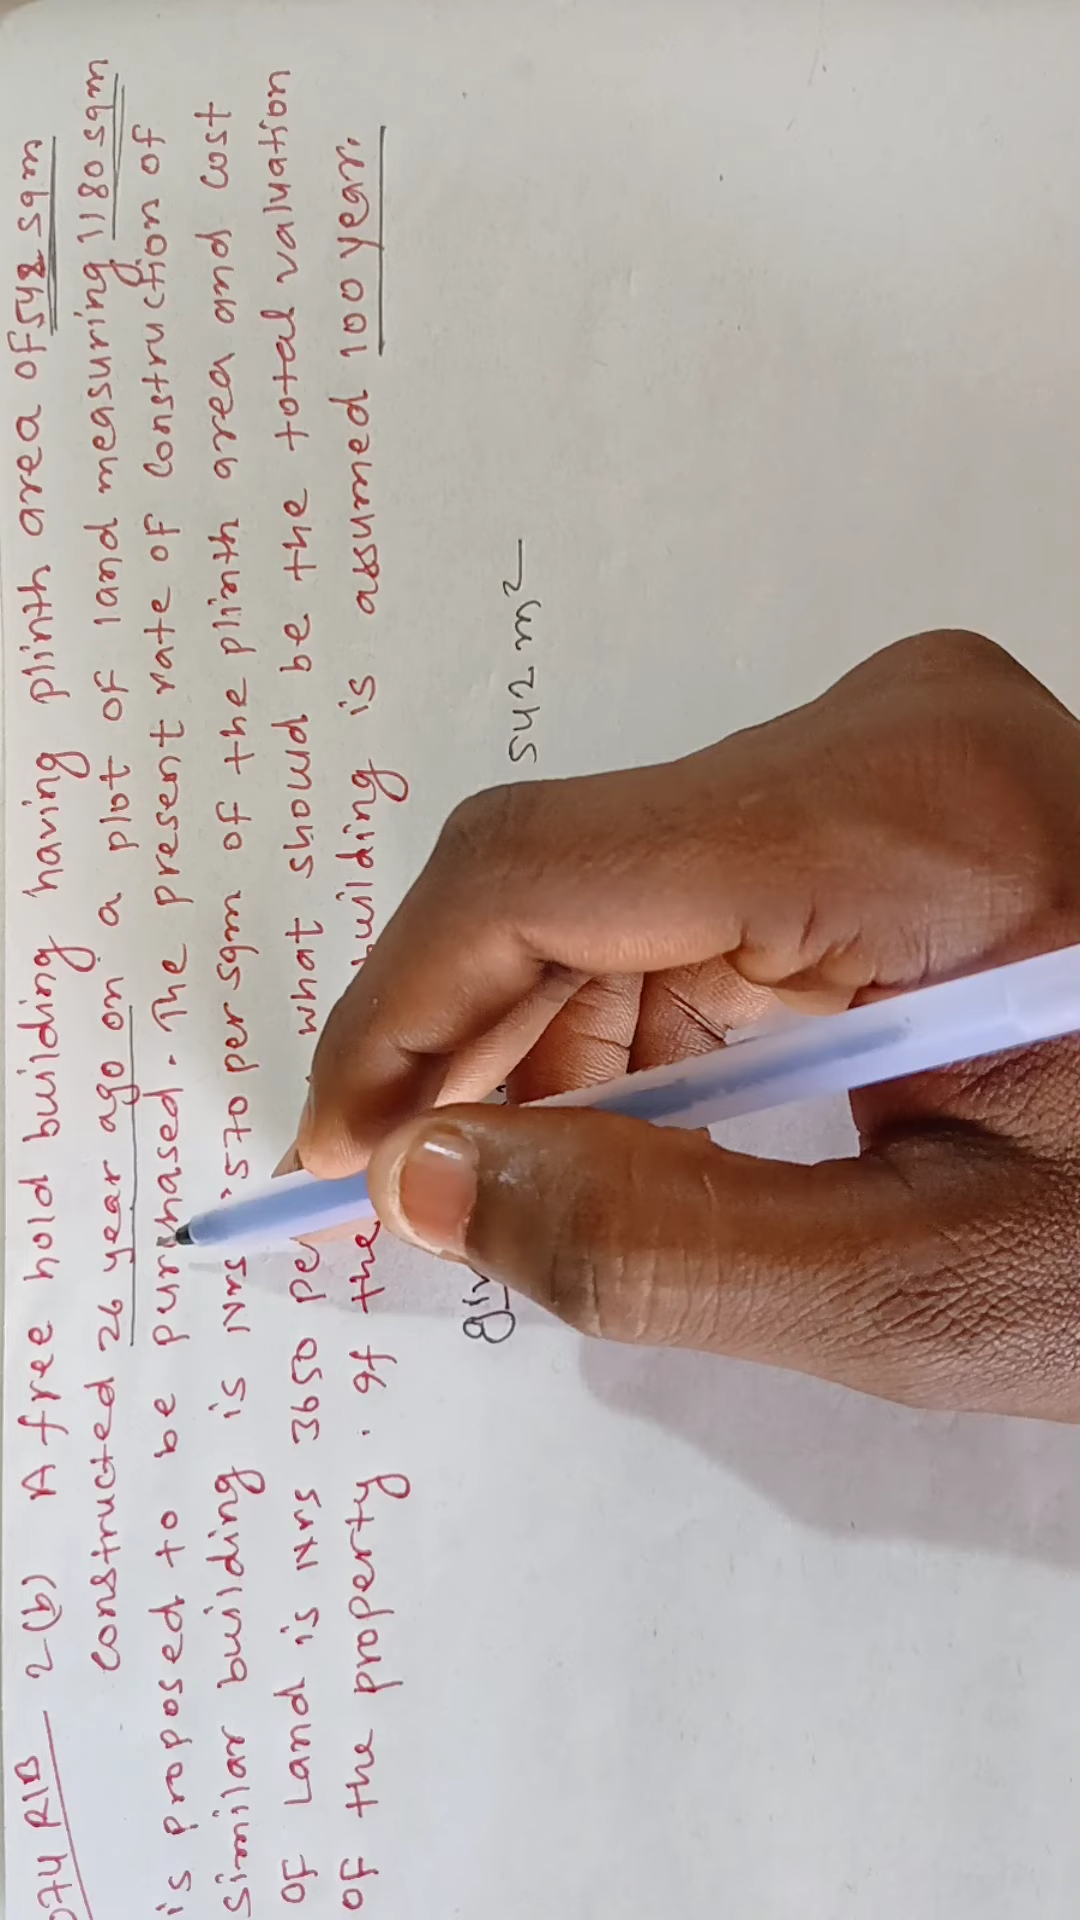 074 RIB 2(b) A free hold building having plinth area of 542 sqm
constructed 26 year ago on a plot of land measuring 1180 sqm
is proposed to be purchased. The present rate of construction of
similar building is NRS 570 per sqm of the plinth area and cost
of Land is NRS 3650 pe what should be the total valuation
of the property. If the building is assumed 100 year.
542 m²